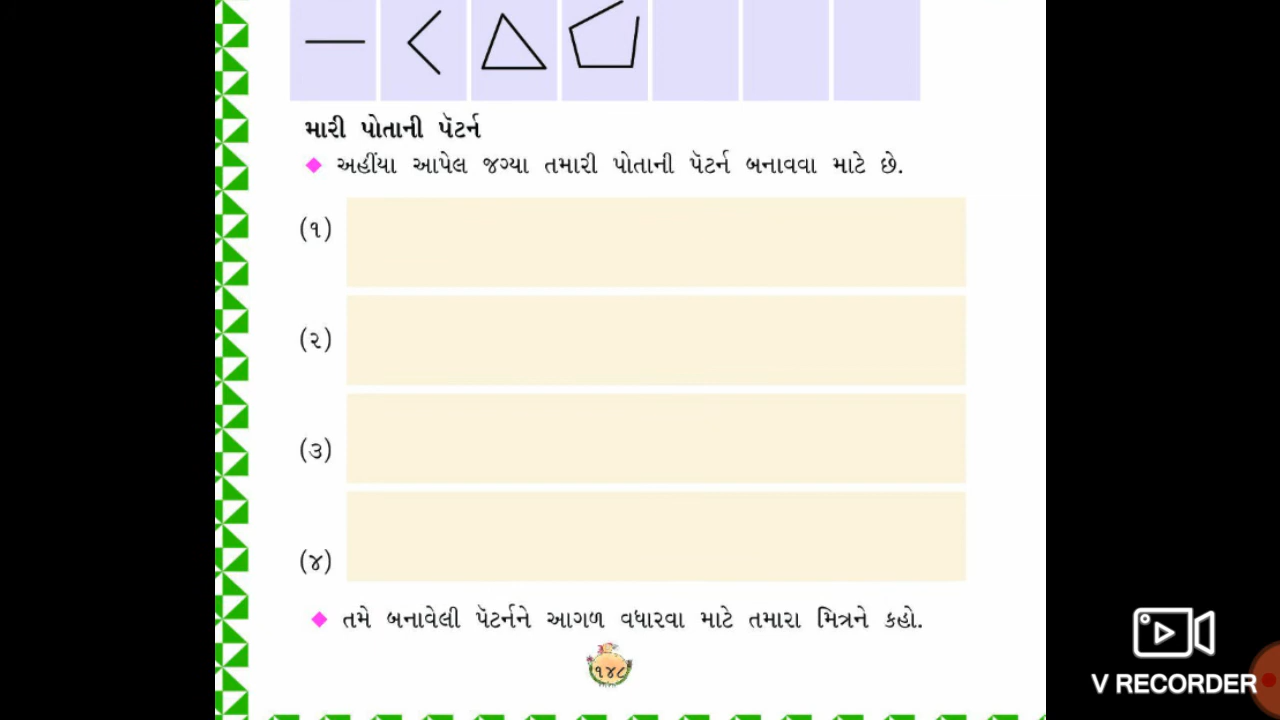 મારી પોતાની પૅટર્ન
◆ અહીંયા આપેલ જગ્યા તમારી પોતાની પૅટર્ન બનાવવા માટે છે.
(૧)
(૨)
(૩)
(૪)
◆ તમે બનાવેલી પૅટર્નને આગળ વધારવા માટે તમારા મિત્રને કહો.
૧૪૮
V RECORDER